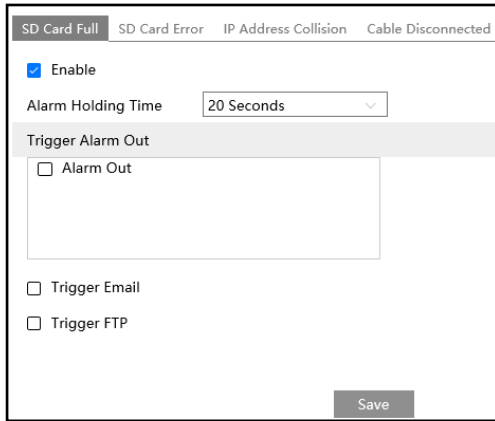 SD Card Full SD Card Error IP Address Collision Cable Disconnected
Enable
Alarm Holding Time 20 Seconds
Trigger Alarm Out
Alarm Out
Trigger Email
Trigger FTP
Save